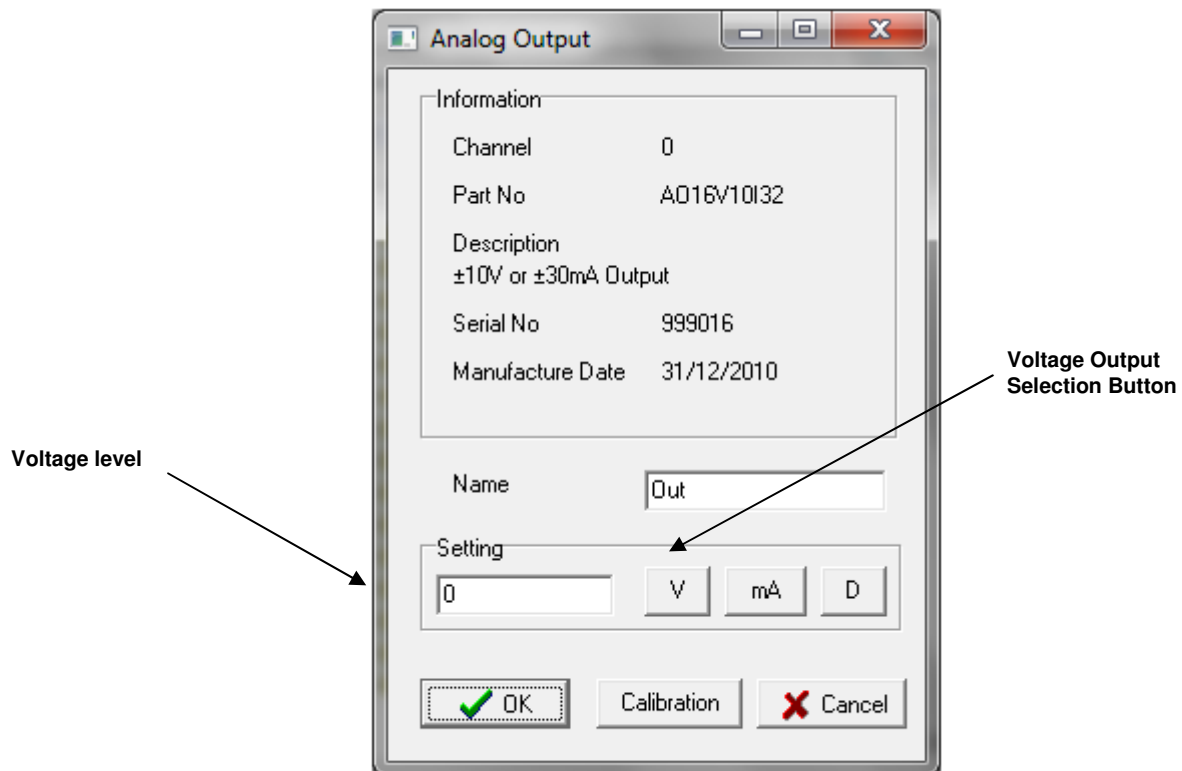 Analog Output
Information
Channel 0
Part No AO16V10I32
Description
±10V or ±30mA Output
Serial No 999016
Manufacture Date 31/12/2010
Voltage Output
Selection Button
Voltage level
Name Out
Setting
0 V mA D
OK Calibration Cancel